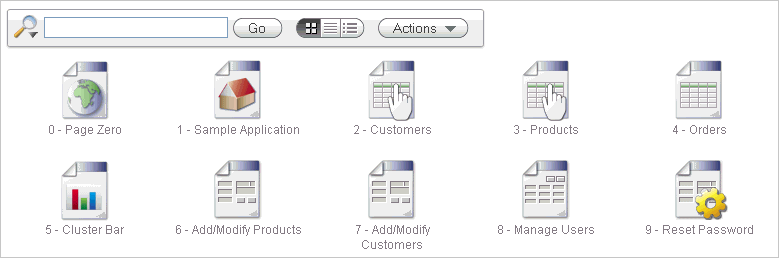 Go
Actions
0 - Page Zero
1 - Sample Application
2 - Customers
3 - Products
4 - Orders
5 - Cluster Bar
6 - Add/Modify Products
7 - Add/Modify
Customers
8 - Manage Users
9 - Reset Password